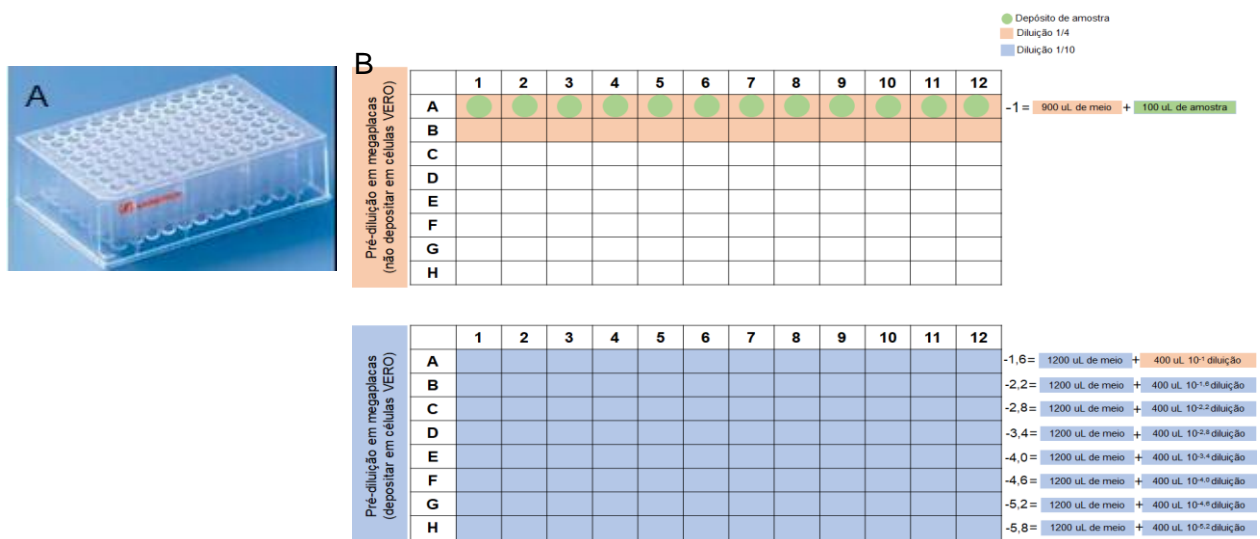 Depósito de amostra
Diluição 1/4
Diluição 1/10
A
B
Pré-diluição em megaplacas
(não depositar em células VERO)
1 2 3 4 5 6 7 8 9 10 11 12
A
B
C
D
E
F
G
H
-1 = 900 uL de meio + 100 uL de amostra
Pré-diluição em megaplacas
(depositar em células VERO)
1 2 3 4 5 6 7 8 9 10 11 12
A -1,6= 1200 uL de meio + 400 uL 10⁻¹ diluição
B -2,2= 1200 uL de meio + 400 uL 10⁻¹,⁶ diluição
C -2,8= 1200 uL de meio + 400 uL 10⁻²,² diluição
D -3,4= 1200 uL de meio + 400 uL 10⁻²,⁸ diluição
E -4,0= 1200 uL de meio + 400 uL 10⁻³,⁴ diluição
F -4,6= 1200 uL de meio + 400 uL 10⁻⁴,⁰ diluição
G -5,2= 1200 uL de meio + 400 uL 10⁻⁴,⁶ diluição
H -5,8= 1200 uL de meio + 400 uL 10⁻⁵,² diluição